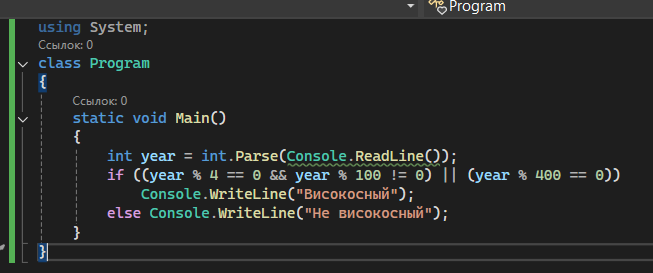 Program
using System;
Ссылок: 0
class Program
{
Ссылок: 0
static void Main()
{
int year = int.Parse(Console.ReadLine());
if ((year % 4 == 0 && year % 100 != 0) || (year % 400 == 0))
Console.WriteLine("Високосный");
else Console.WriteLine("Не високосный");
}
}